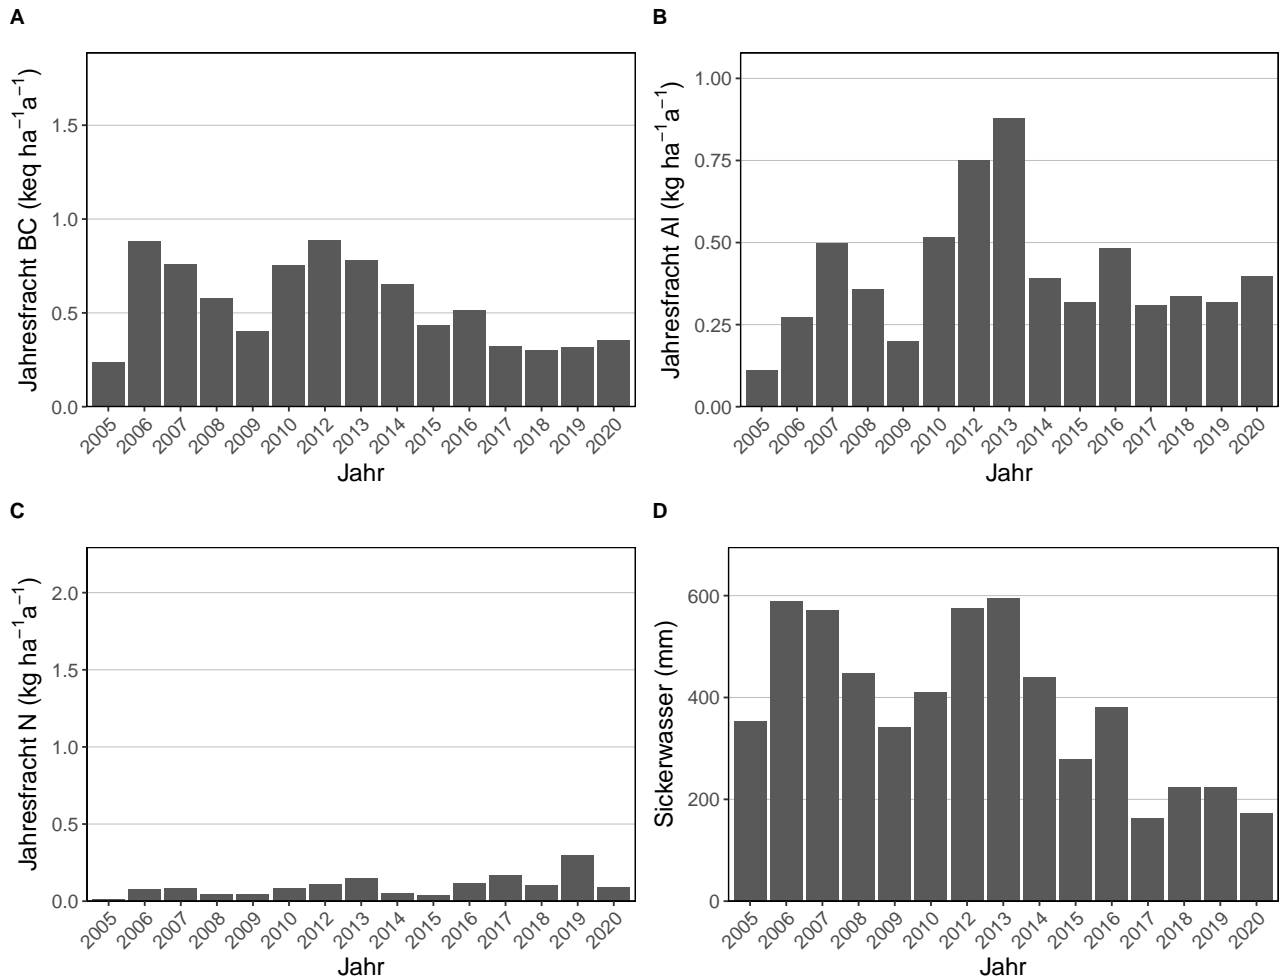 A
Jahresfracht BC (keq ha⁻¹a⁻¹)
1.5
1.0
0.5
0.0
2005 2006 2007 2008 2009 2010 2012 2013 2014 2015 2016 2017 2018 2019 2020
Jahr
B
Jahresfracht Al (kg ha⁻¹a⁻¹)
1.00
0.75
0.50
0.25
0.00
2005 2006 2007 2008 2009 2010 2012 2013 2014 2015 2016 2017 2018 2019 2020
Jahr
C
Jahresfracht N (kg ha⁻¹a⁻¹)
2.0
1.5
1.0
0.5
0.0
2005 2006 2007 2008 2009 2010 2012 2013 2014 2015 2016 2017 2018 2019 2020
Jahr
D
Sickerwasser (mm)
600
400
200
0
2005 2006 2007 2008 2009 2010 2012 2013 2014 2015 2016 2017 2018 2019 2020
Jahr